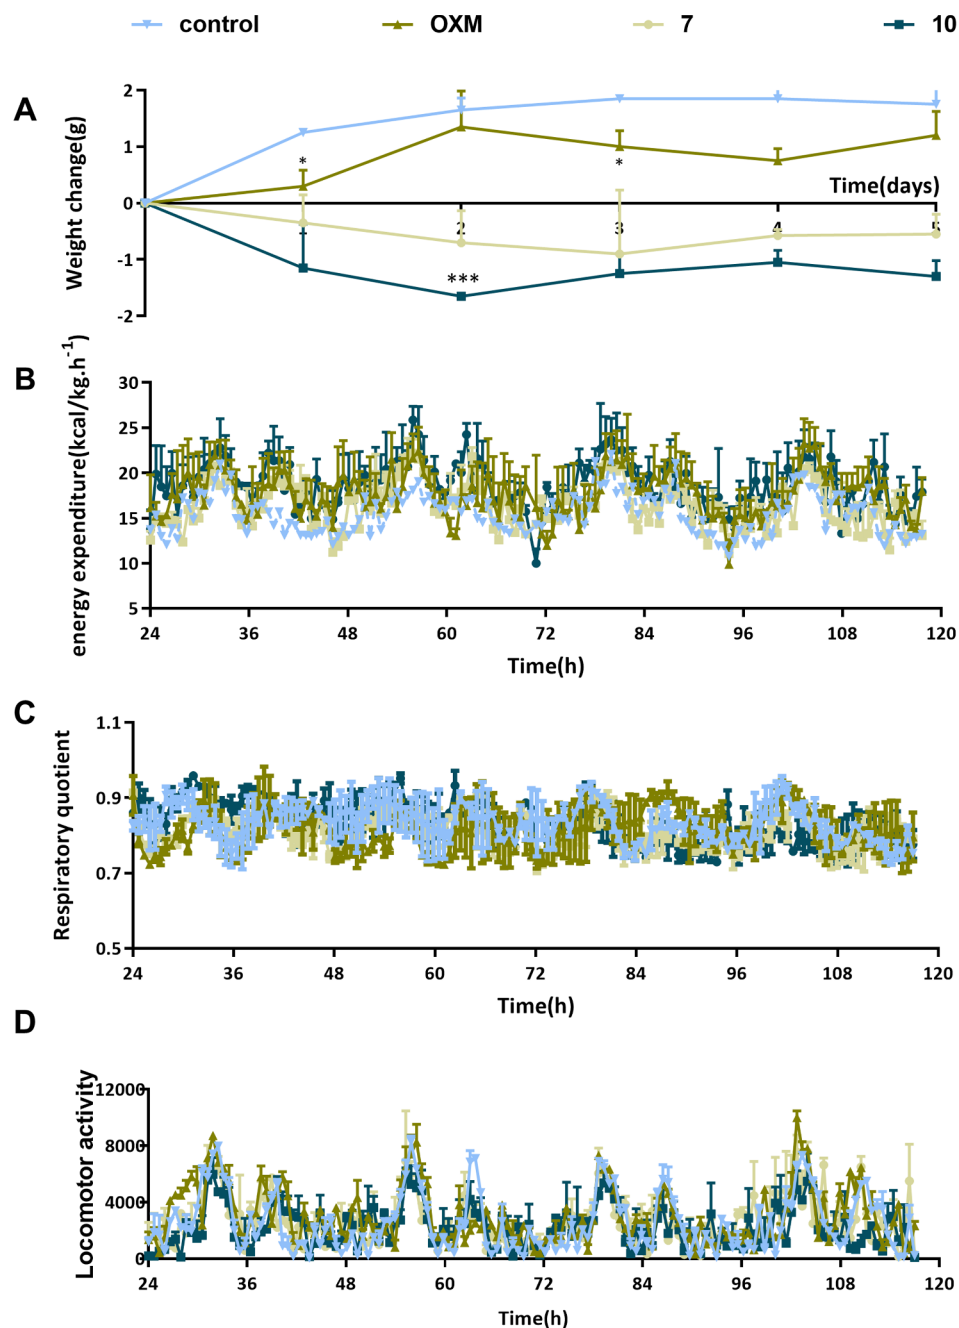 control OXM 7 10
A
Weight change(g)
2
1
0
-1
-2
*
*
***
Time(days)
2 3 4 5
B
energy expenditure(kcal/kg.h-1)
30
25
20
15
10
5
24 36 48 60 72 84 96 108 120
Time(h)
C
Respiratory quotient
1.1
0.9
0.7
0.5
24 36 48 60 72 84 96 108 120
Time(h)
D
Locomotor activity
12000
8000
4000
0
24 36 48 60 72 84 96 108 120
Time(h)